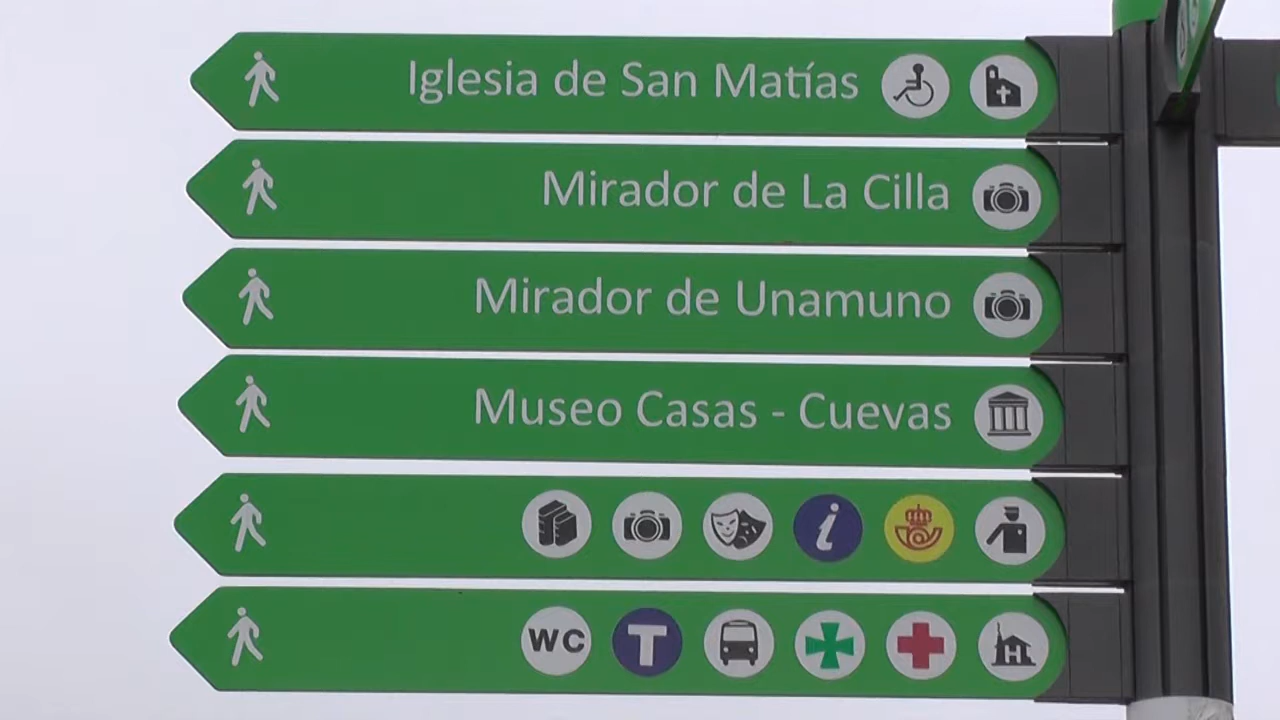 Iglesia de San Matías
Mirador de La Cilla
Mirador de Unamuno
Museo Casas - Cuevas
i
WC T H